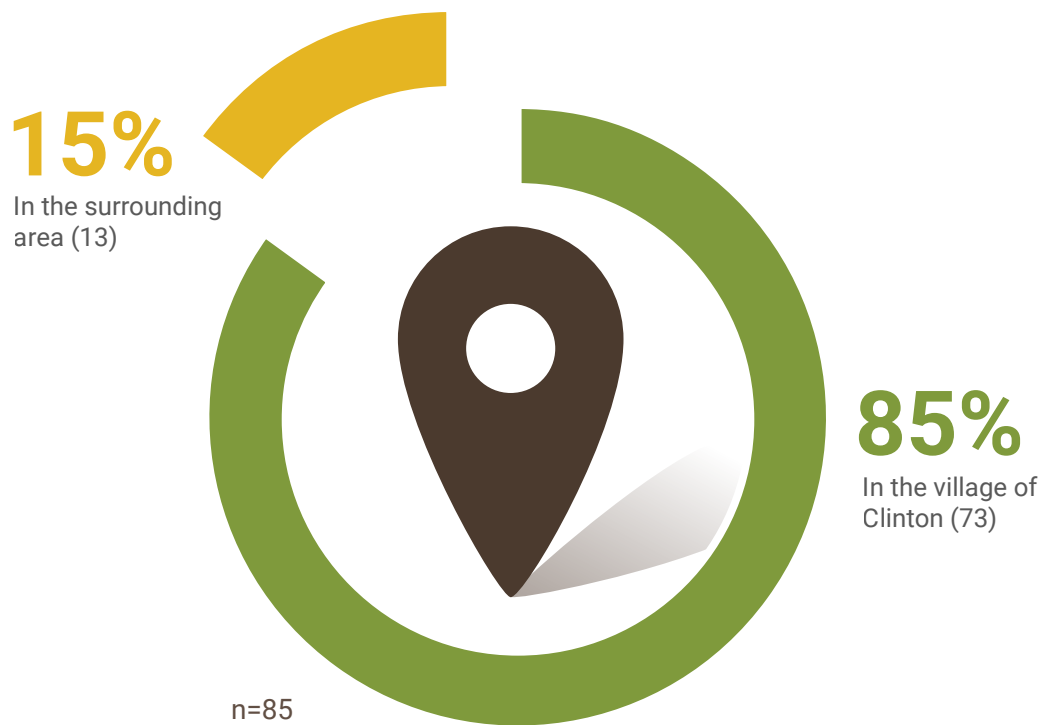 15%
In the surrounding
area (13)
85%
In the village of
Clinton (73)
n=85